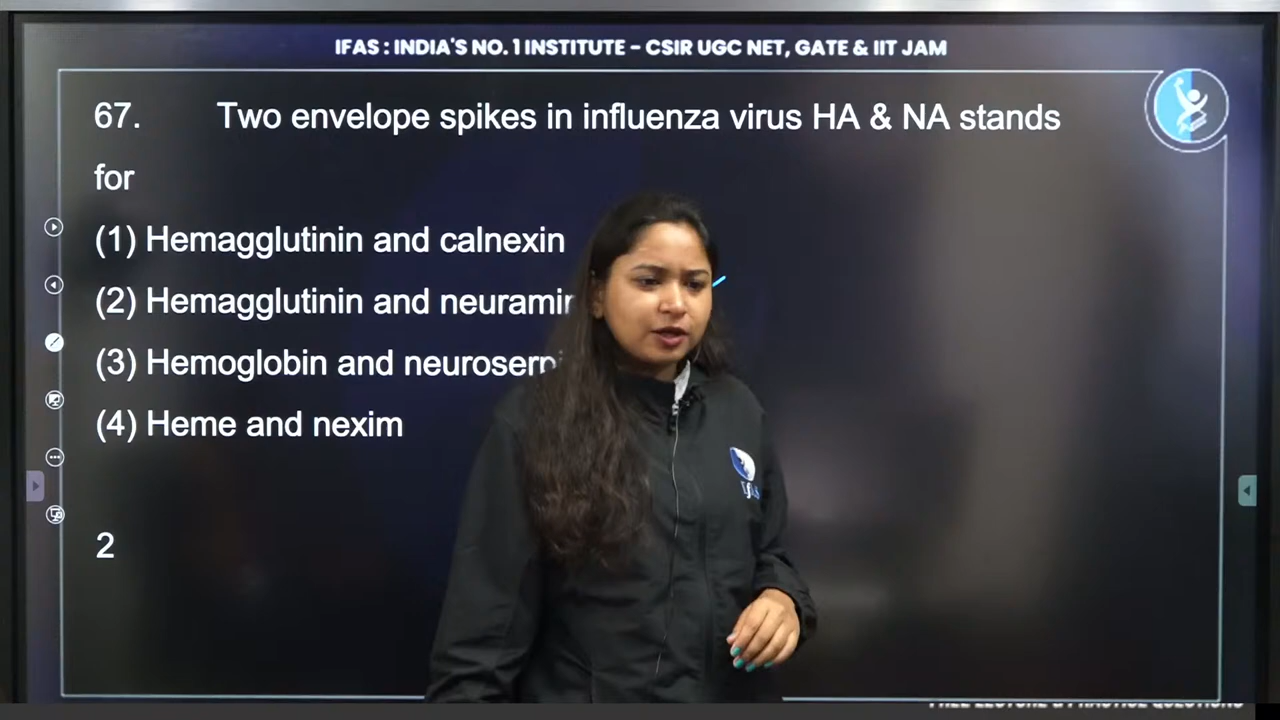 IFAS : INDIA'S NO. 1 INSTITUTE – CSIR UGC NET, GATE & IIT JAM
67. Two envelope spikes in influenza virus HA & NA stands
for
(1) Hemagglutinin and calnexin
(2) Hemagglutinin and
(3) Hemoglobin and
(4) Heme and nexim
2